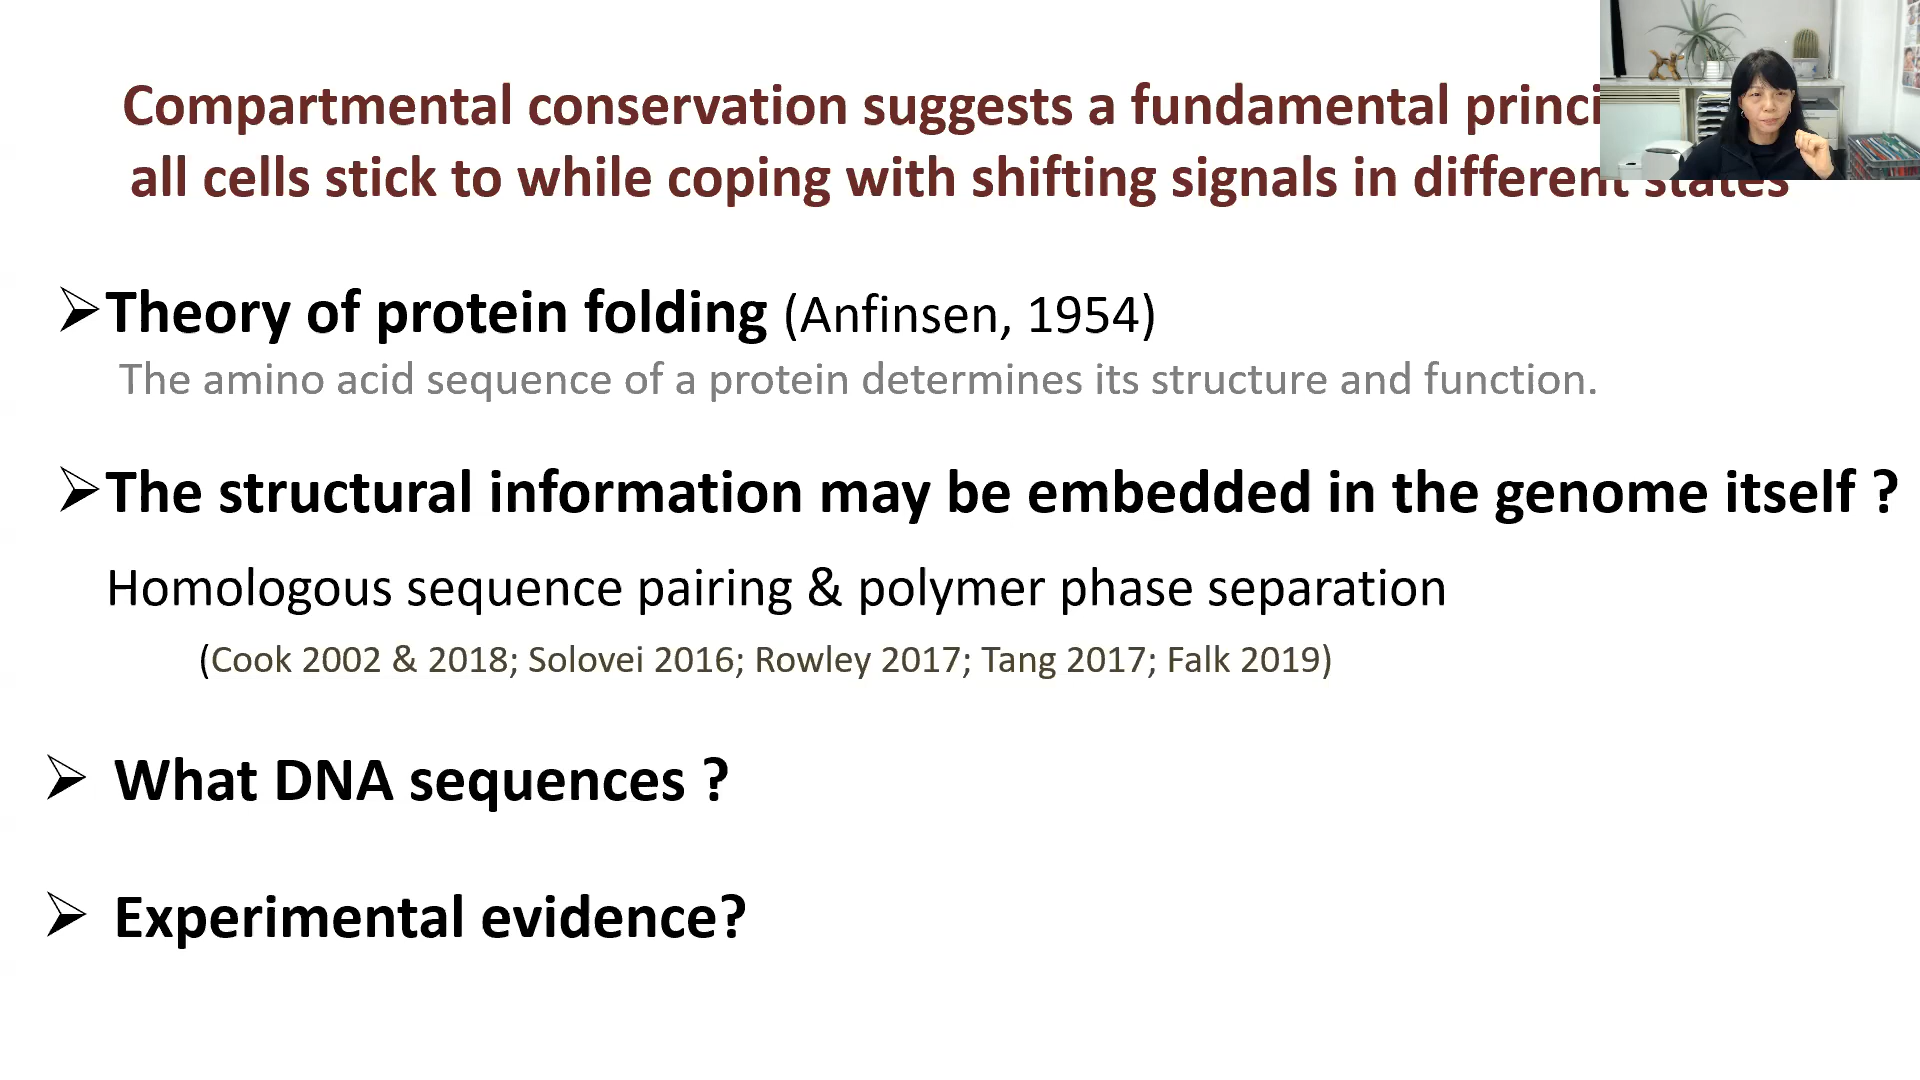 Compartmental conservation suggests a fundamental
all cells stick to while coping with shifting signals in different states
➢Theory of protein folding (Anfinsen, 1954)
The amino acid sequence of a protein determines its structure and function.
➢The structural information may be embedded in the genome itself ?
Homologous sequence pairing & polymer phase separation
(Cook 2002 & 2018; Solovei 2016; Rowley 2017; Tang 2017; Falk 2019)
➢ What DNA sequences ?
➢ Experimental evidence?